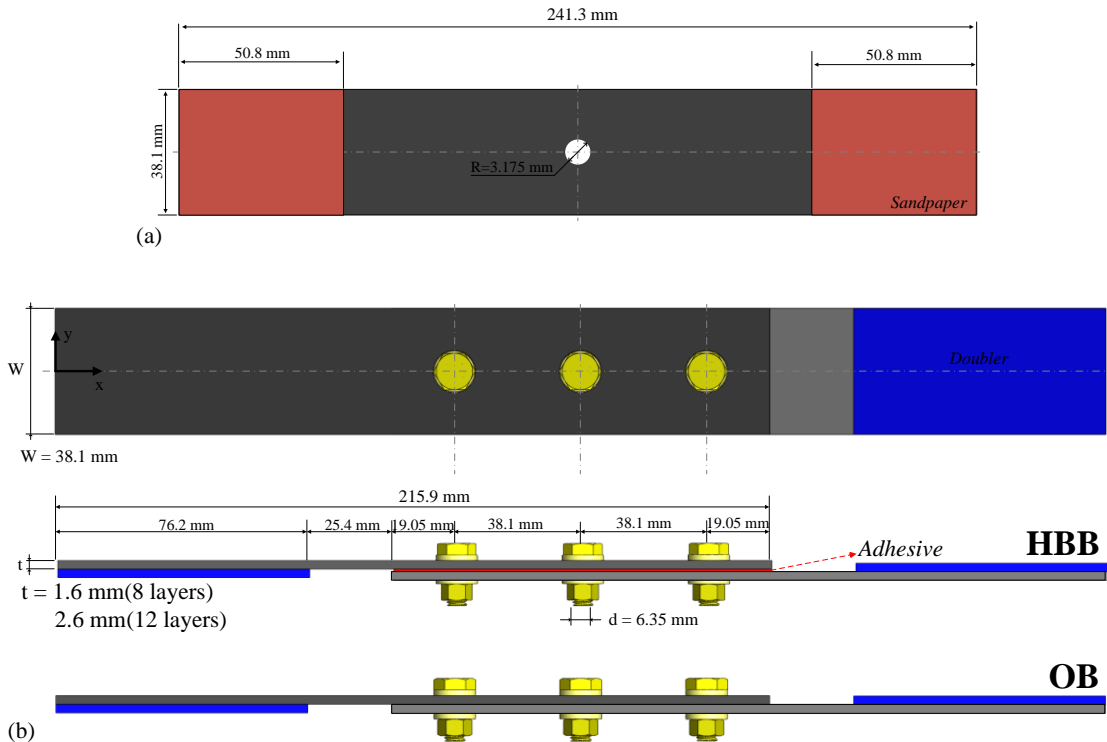 241.3 mm
50.8 mm
50.8 mm
38.1 mm
R=3.175 mm
Sandpaper
(a)
W
y
x
Doubler
W = 38.1 mm
215.9 mm
76.2 mm
25.4 mm
19.05 mm
38.1 mm
38.1 mm
19.05 mm
Adhesive
HBB
t
t = 1.6 mm(8 layers)
2.6 mm(12 layers)
d = 6.35 mm
OB
(b)